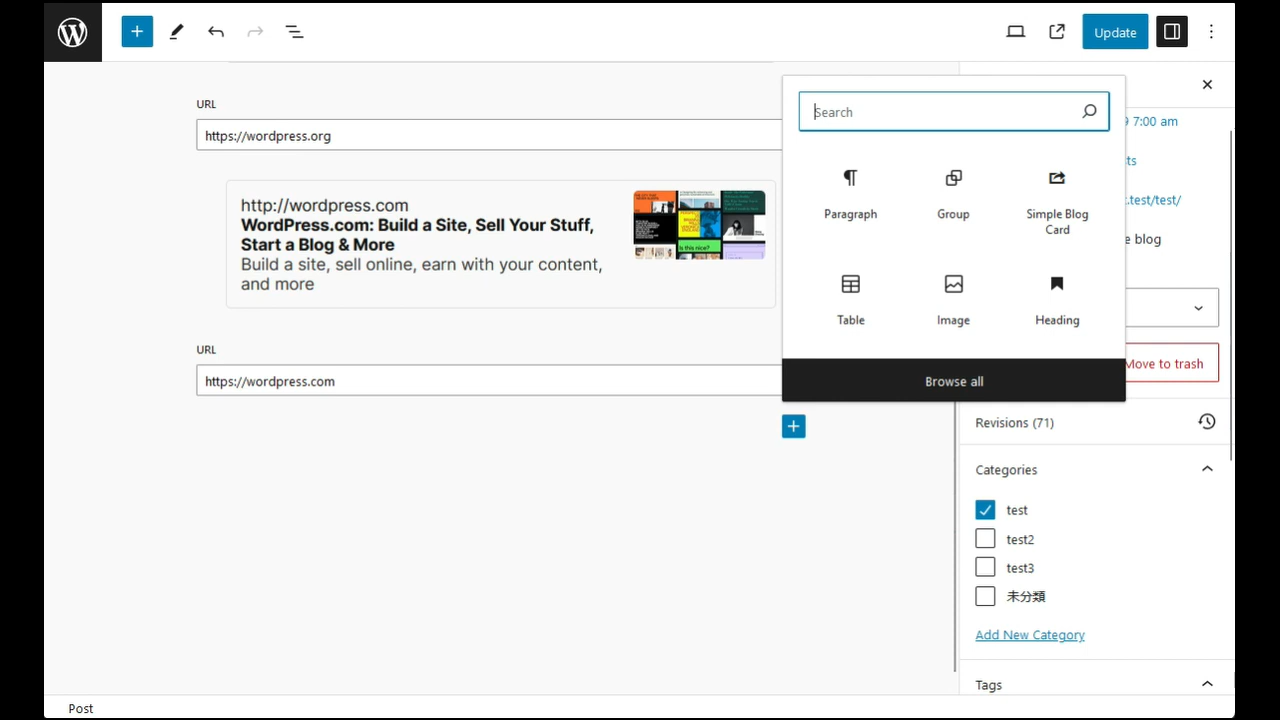 Update
URL
https://wordpress.org
http://wordpress.com
WordPress.com: Build a Site, Sell Your Stuff,
Start a Blog & More
Build a site, sell online, earn with your content,
and more
URL
https://wordpress.com
Search
Paragraph
Group
Simple Blog
Card
Table
Image
Heading
Browse all
7:00 am
.test/test/
blog
Move to trash
Revisions (71)
Categories
test
test2
test3
未分類
Add New Category
Tags
Post